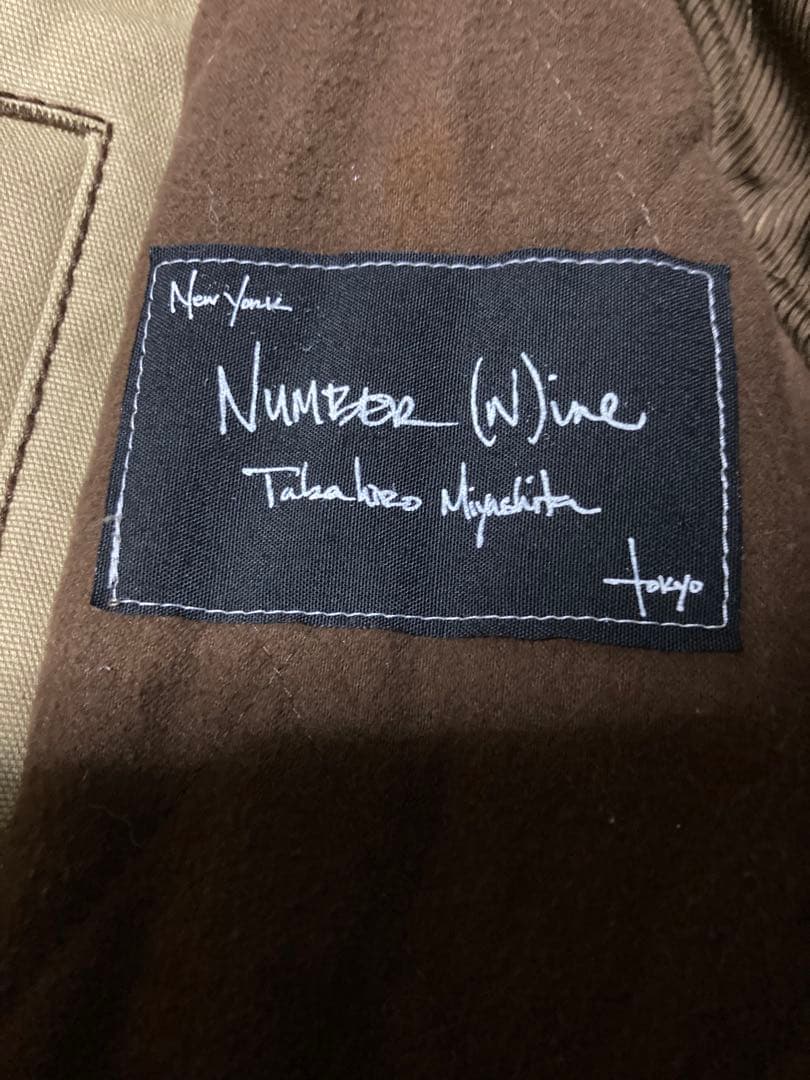 New York
NUMBER (N)ine
Takahiro Miyashita
tokyo